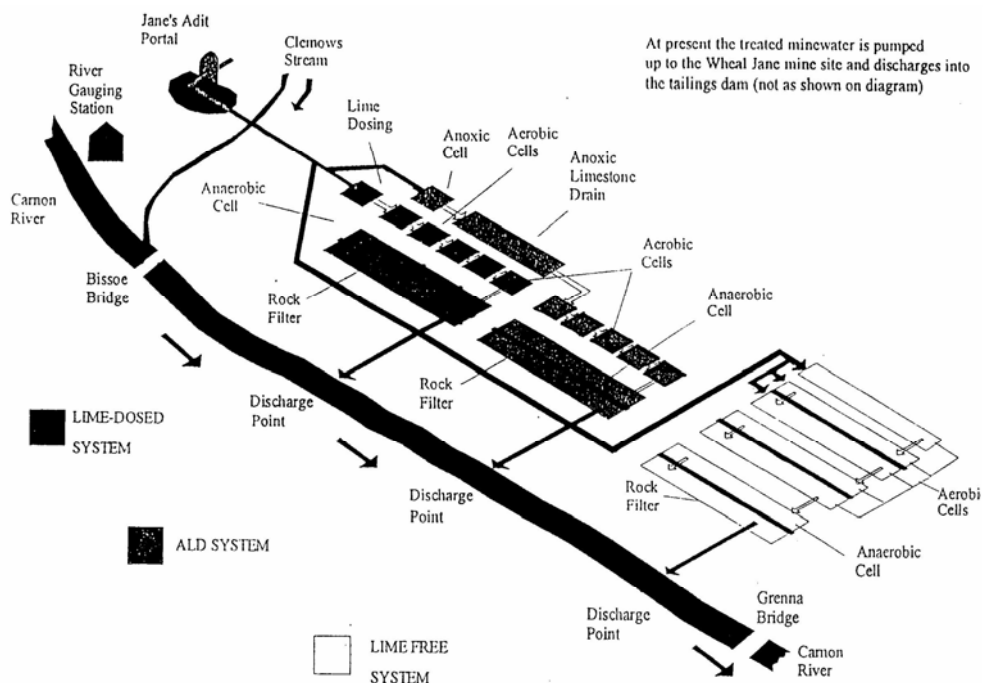 Jane's Adit
Portal
Clemows
Stream
At present the treated minewater is pumped
up to the Wheal Jane mine site and discharges into
the tailings dam (not as shown on diagram)
River
Gauging
Station
Lime
Dosing
Anoxic
Cell
Aerobic
Cells
Anoxic
Limestone
Drain
Anaerobic
Cell
Carnon
River
Aerobic
Cells
Bissoe
Bridge
Rock
Filter
Anaerobic
Cell
Discharge
Point
Rock
Filter
LIME-DOSED
SYSTEM
Discharge
Point
Rock
Filter
Aerobic
Cells
Anaerobic
Cell
ALD SYSTEM
Discharge
Point
Grenna
Bridge
Carnon
River
LIME FREE
SYSTEM